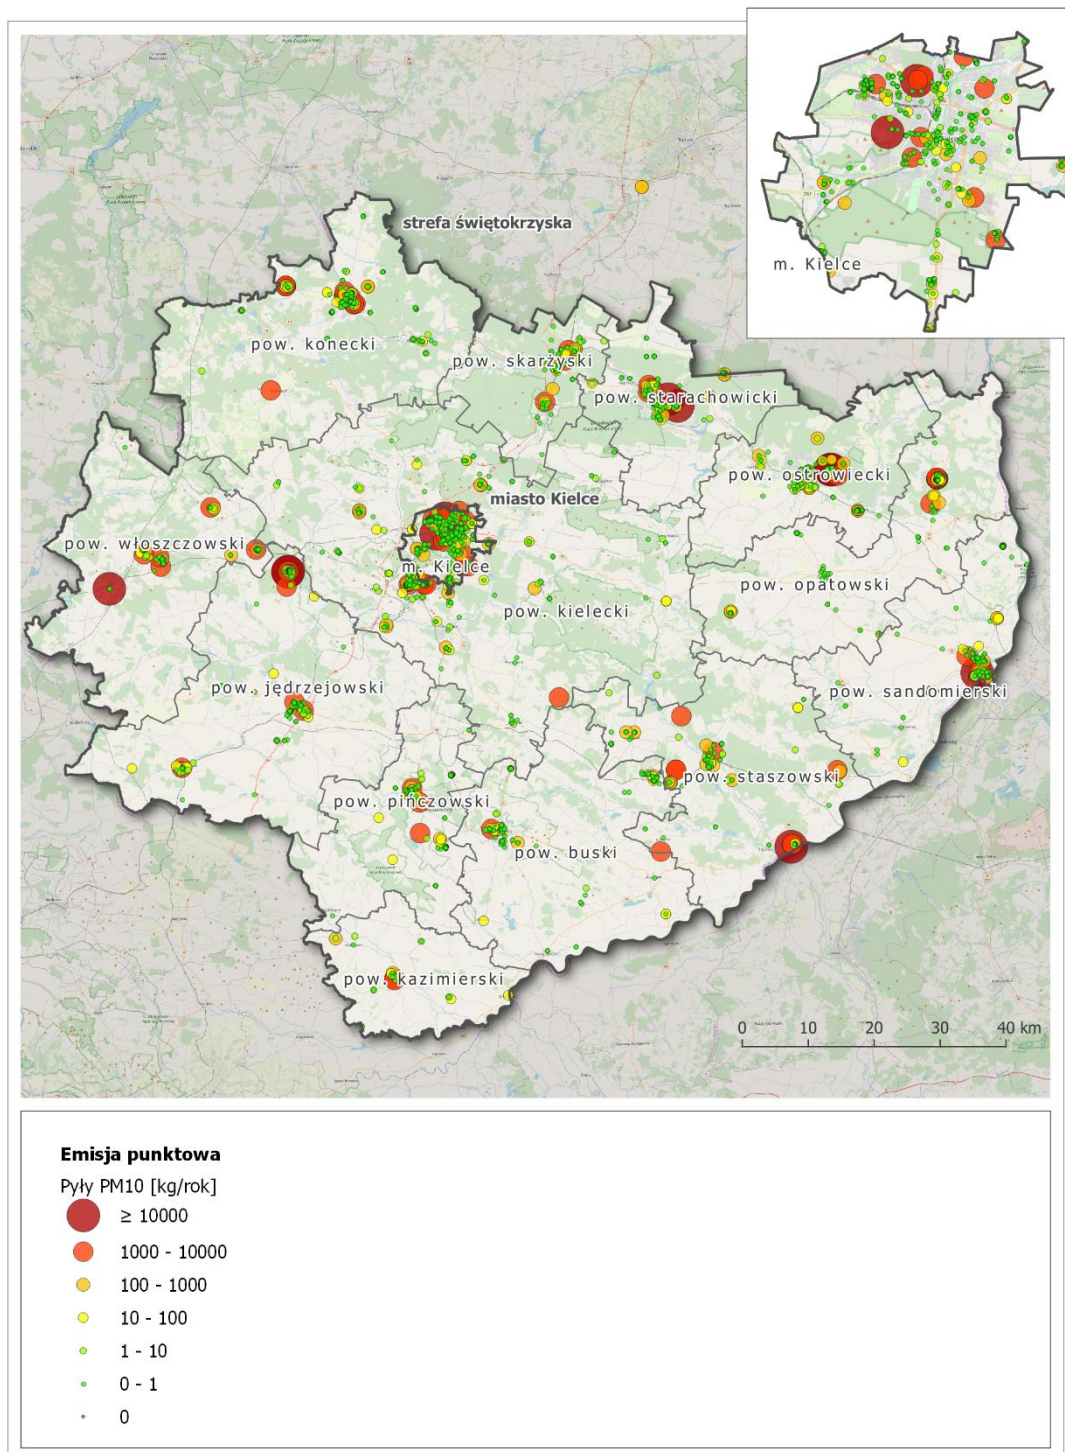 strefa świętokrzyska
m. Kielce
pow. konecki
pow. skarżyski
pow. starachowicki
pow. ostrowiecki
miasto Kielce
pow. włoszczowski
m. Kielce
pow. opatowski
pow. kielecki
pow. jędrzejowski
pow. sandomierski
pow. staszowski
pow. pińczowski
pow. buski
pow. kazimierski
0 10 20 30 40 km
Emisja punktowa
Pyły PM10 [kg/rok]
≥ 10000
1000 - 10000
100 - 1000
10 - 100
1 - 10
0 - 1
0